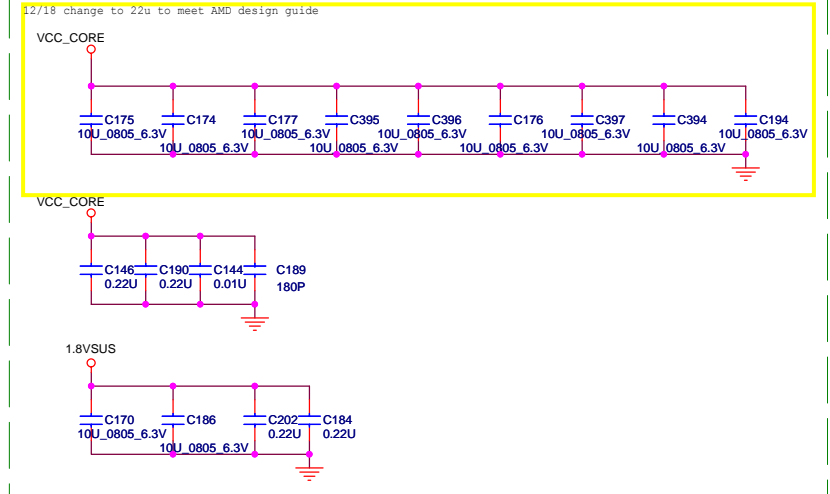 12/18 change to 22u to meet AMD design guide
VCC_CORE
C175 C174 C177 C395 C396 C176 C397 C394 C194
10U_0805_6.3V 10U_0805_6.3V 10U_0805_6.3V 10U_0805_6.3V 10U_0805_6.3V
10U_0805_6.3V 10U_0805_6.3V 10U_0805_6.3V 10U_0805_6.3V
VCC_CORE
C146 C190 C144 C189
0.22U 0.22U 0.01U 180P
1.8VSUS
C170 C186 C202 C184
10U_0805_6.3V 0.22U 0.22U
10U_0805_6.3V